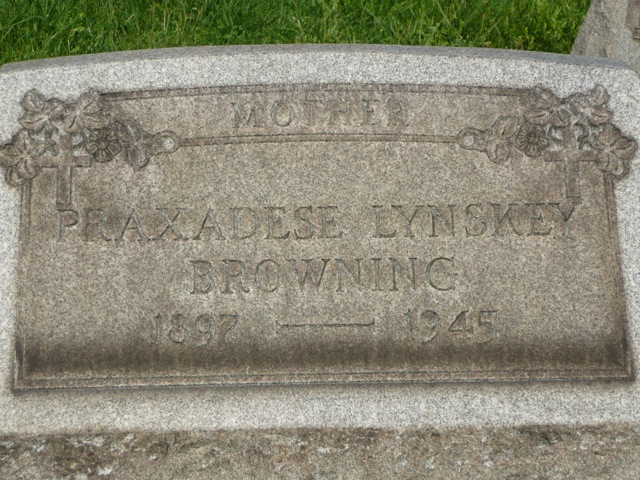 MOTHER
PRAXADESE LYNSKEY
BROWNING
1897 — 1945